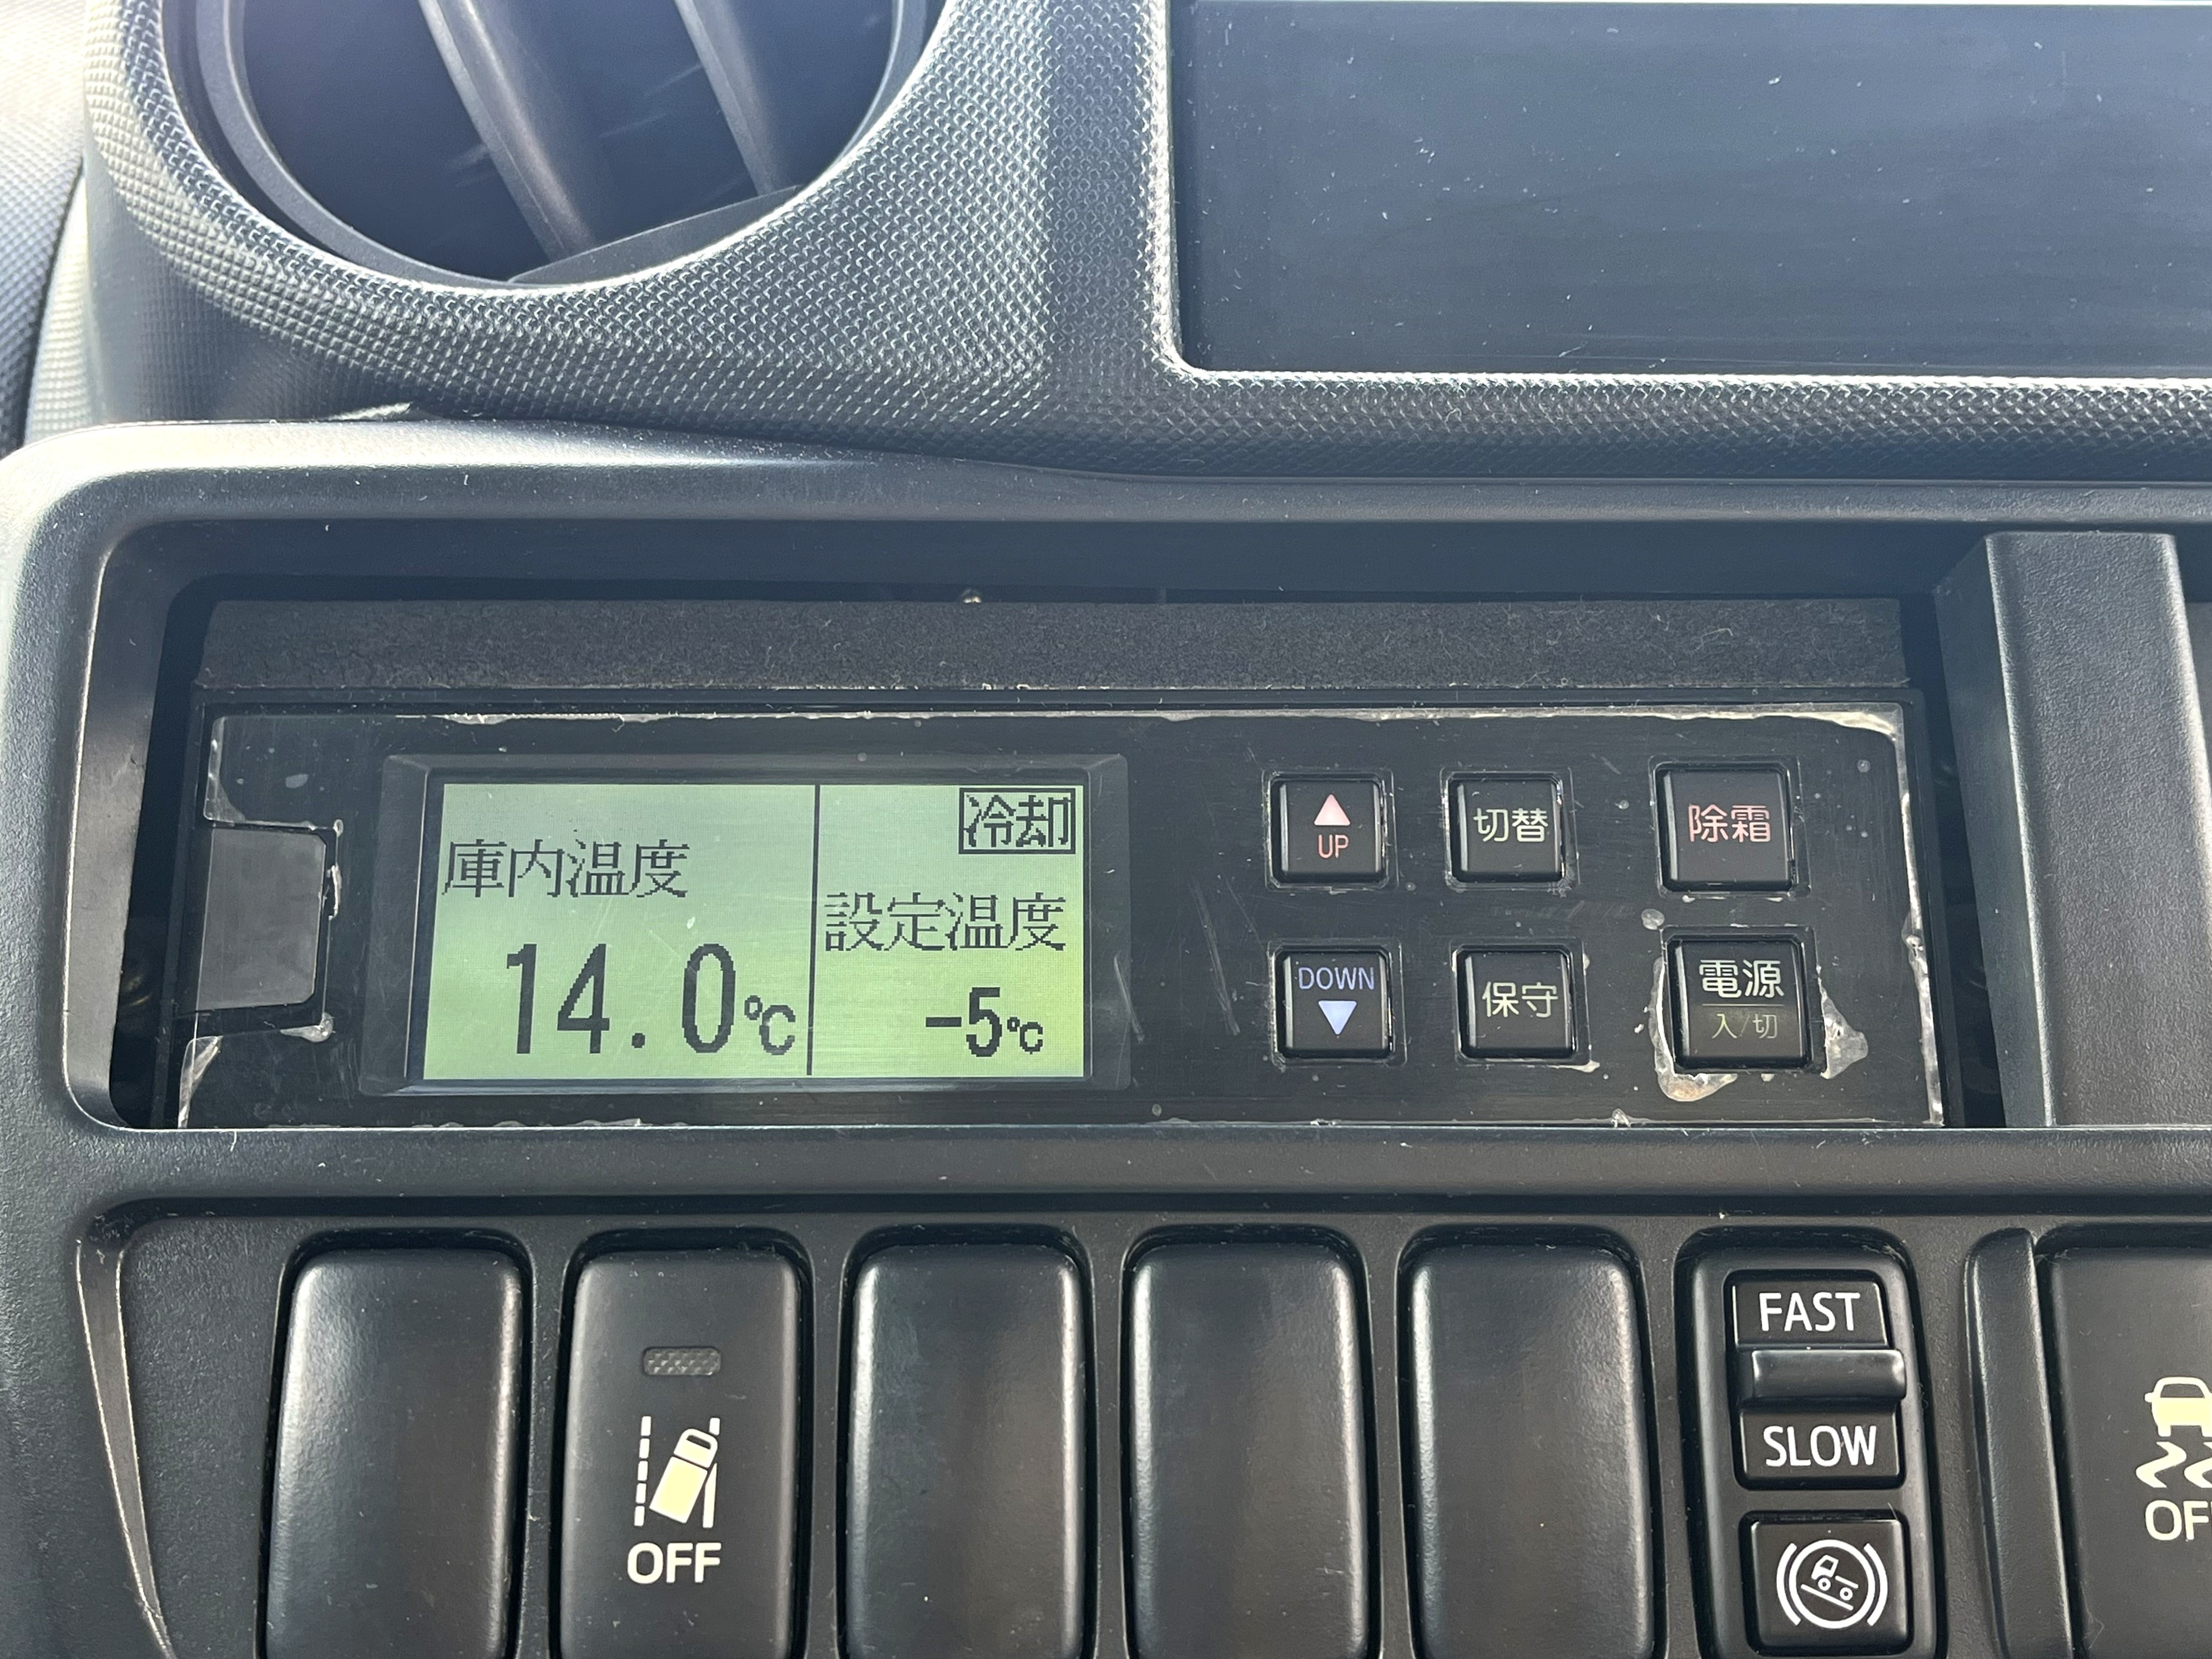 冷却
庫内温度
設定温度
14.0℃
-5℃
▲
UP
切替
除霜
DOWN
▼
保守
電源
入/切
FAST
SLOW
OFF